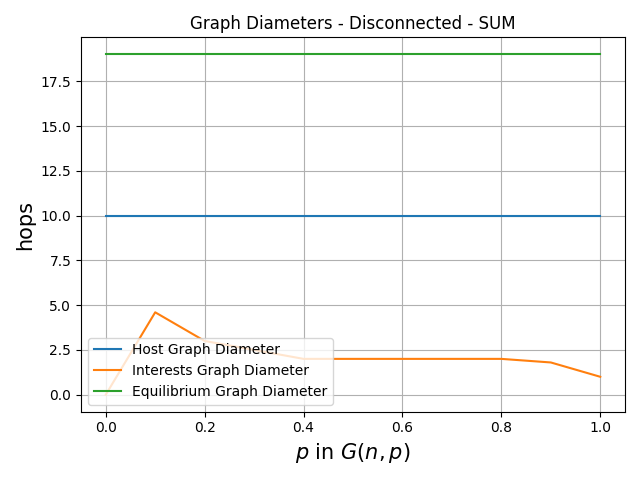 Graph Diameters - Disconnected - SUM
hops
17.5
15.0
12.5
10.0
7.5
5.0
2.5
0.0
Host Graph Diameter
Interests Graph Diameter
Equilibrium Graph Diameter
0.0 0.2 0.4 0.6 0.8 1.0
p in G(n, p)